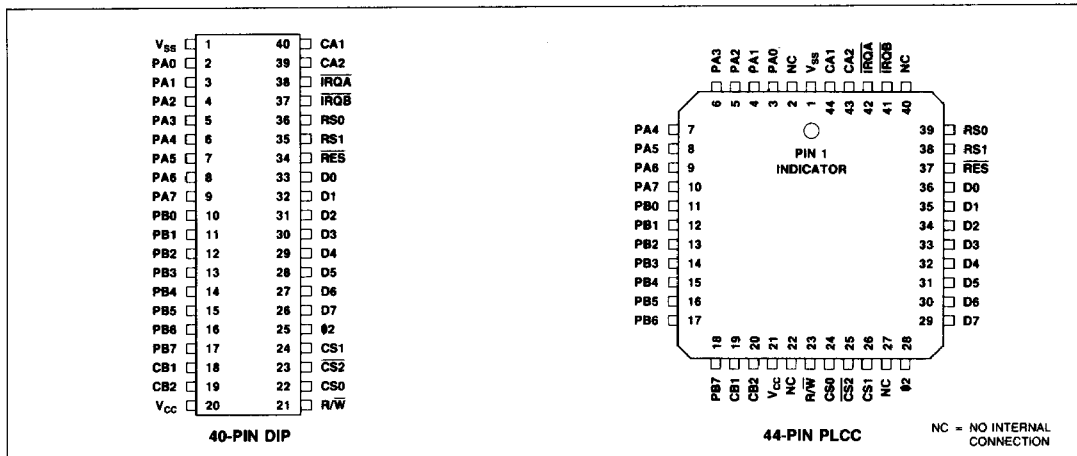 VSS 1 40 CA1
PA0 2 39 CA2
PA1 3 38 IRQA
PA2 4 37 IRQB
PA3 5 36 RS0
PA4 6 35 RS1
PA5 7 34 RES
PA6 8 33 D0
PA7 9 32 D1
PB0 10 31 D2
PB1 11 30 D3
PB2 12 29 D4
PB3 13 28 D5
PB4 14 27 D6
PB5 15 26 D7
PB6 16 25 φ2
PB7 17 24 CS1
CB1 18 23 CS2
CB2 19 22 CS0
VCC 20 21 R/W
40-PIN DIP
PA3 PA2 PA1 PA0 NC VSS CA1 CA2 IRQA IRQB NC
6 5 4 3 2 1 44 43 42 41 40
PA4 7 39 RS0
PA5 8 38 RS1
PA6 9 37 RES
PA7 10 36 D0
PB0 11 35 D1
PB1 12 34 D2
PB2 13 33 D3
PB3 14 32 D4
PB4 15 31 D5
PB5 16 30 D6
PB6 17 29 D7
PIN 1
INDICATOR
18 19 20 21 22 23 24 25 26 27 28
PB7 CB1 CB2 VCC NC R/W CS0 CS2 CS1 NC φ2
44-PIN PLCC
NC = NO INTERNAL
CONNECTION